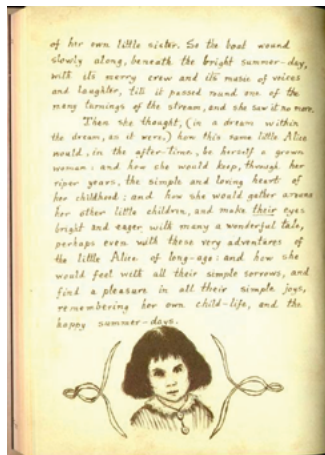 of her own little sister. So the boat wound
slowly along, beneath the bright summer-day,
with its merry crew and its music of voices
and laughter, till it passed round one of the
many turnings of the stream, and she saw it no more.
Then she thought, (in a dream within
the dream, as it were,) how this same little Alice
would, in the after-time, be herself a grown
woman: and how she would keep, through her
riper years, the simple and loving heart of
her childhood: and how she would gather around
her other little children, and make their eyes
bright and eager with many a wonderful tale,
perhaps even with these very adventures of
the little Alice of long-ago: and how she
would feel with all their simple sorrows, and
find a pleasure in all their simple joys,
remembering her own child-life, and the
happy summer-days.